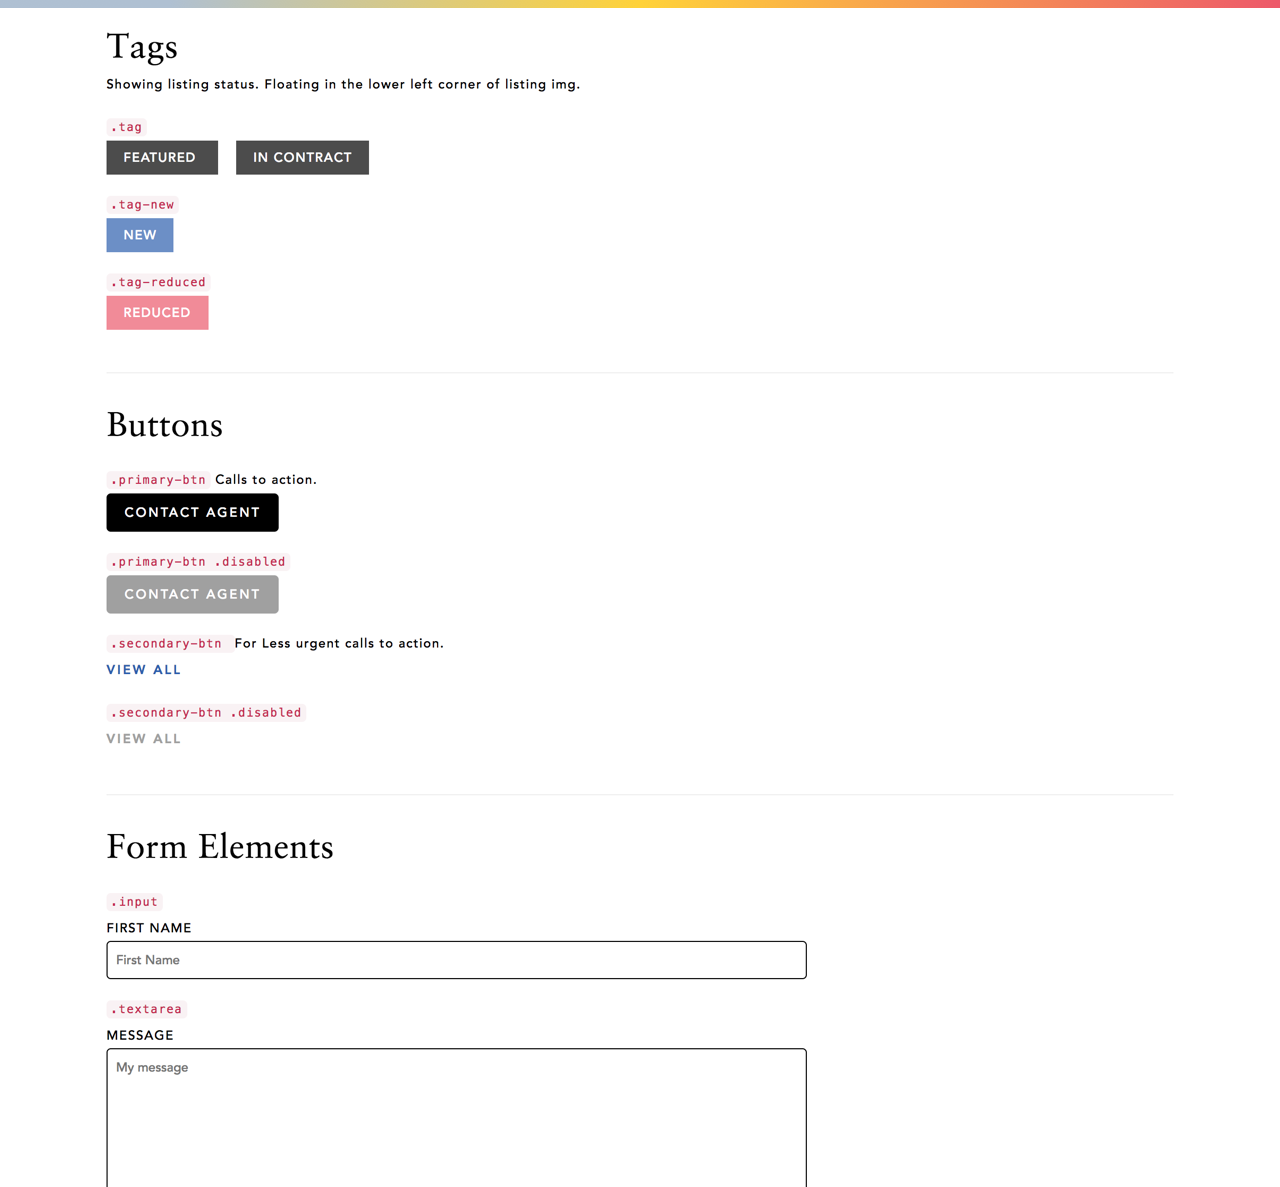 Tags
Showing listing status. Floating in the lower left corner of listing img.
.tag
FEATURED IN CONTRACT
.tag-new
NEW
.tag-reduced
REDUCED
Buttons
.primary-btn Calls to action.
CONTACT AGENT
.primary-btn .disabled
CONTACT AGENT
.secondary-btn For Less urgent calls to action.
VIEW ALL
.secondary-btn .disabled
VIEW ALL
Form Elements
.input
FIRST NAME
First Name
.textarea
MESSAGE
My message